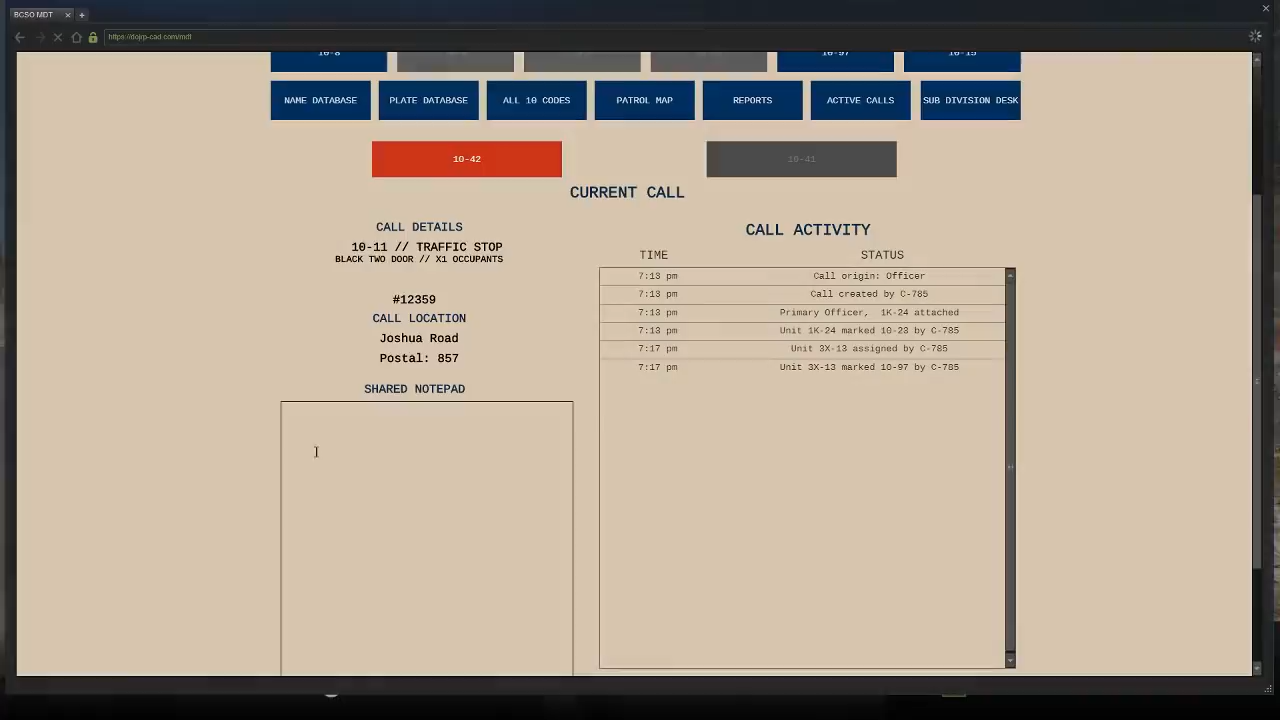 BCSO MDT
https://dojrp-cad.com/mdt
10-8
10-97
10-15
NAME DATABASE
PLATE DATABASE
ALL 10 CODES
PATROL MAP
REPORTS
ACTIVE CALLS
SUB DIVISION DESK
10-42
10-41
CURRENT CALL
CALL DETAILS
10-11 // TRAFFIC STOP
BLACK TWO DOOR // X1 OCCUPANTS
#12359
CALL LOCATION
Joshua Road
Postal: 857
SHARED NOTEPAD
CALL ACTIVITY
TIME STATUS
7:13 pm Call origin: Officer
7:13 pm Call created by C-785
7:13 pm Primary Officer, 1K-24 attached
7:13 pm Unit 1K-24 marked 10-23 by C-785
7:17 pm Unit 3X-13 assigned by C-785
7:17 pm Unit 3X-13 marked 10-97 by C-785